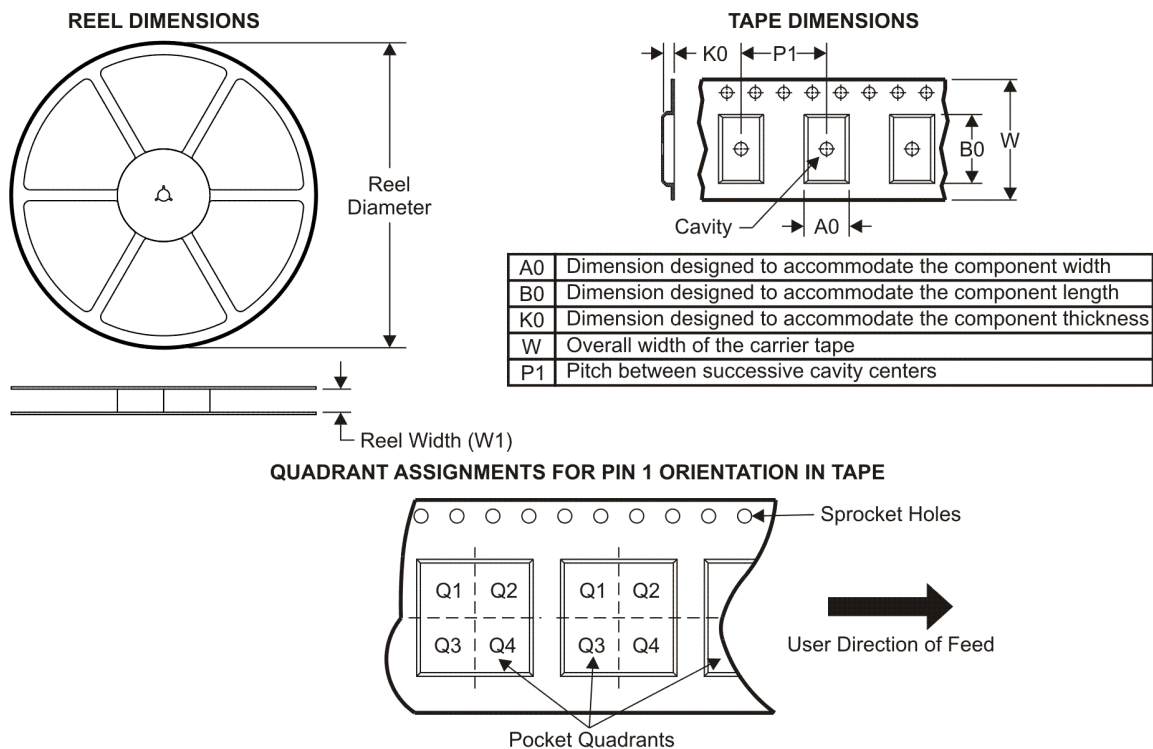 REEL DIMENSIONS
Reel
Diameter
Reel Width (W1)
TAPE DIMENSIONS
K0
P1
B0
W
Cavity
A0
A0 Dimension designed to accommodate the component width
B0 Dimension designed to accommodate the component length
K0 Dimension designed to accommodate the component thickness
W Overall width of the carrier tape
P1 Pitch between successive cavity centers
QUADRANT ASSIGNMENTS FOR PIN 1 ORIENTATION IN TAPE
Sprocket Holes
Q1 Q2 Q1 Q2
Q3 Q4 Q3 Q4
User Direction of Feed
Pocket Quadrants